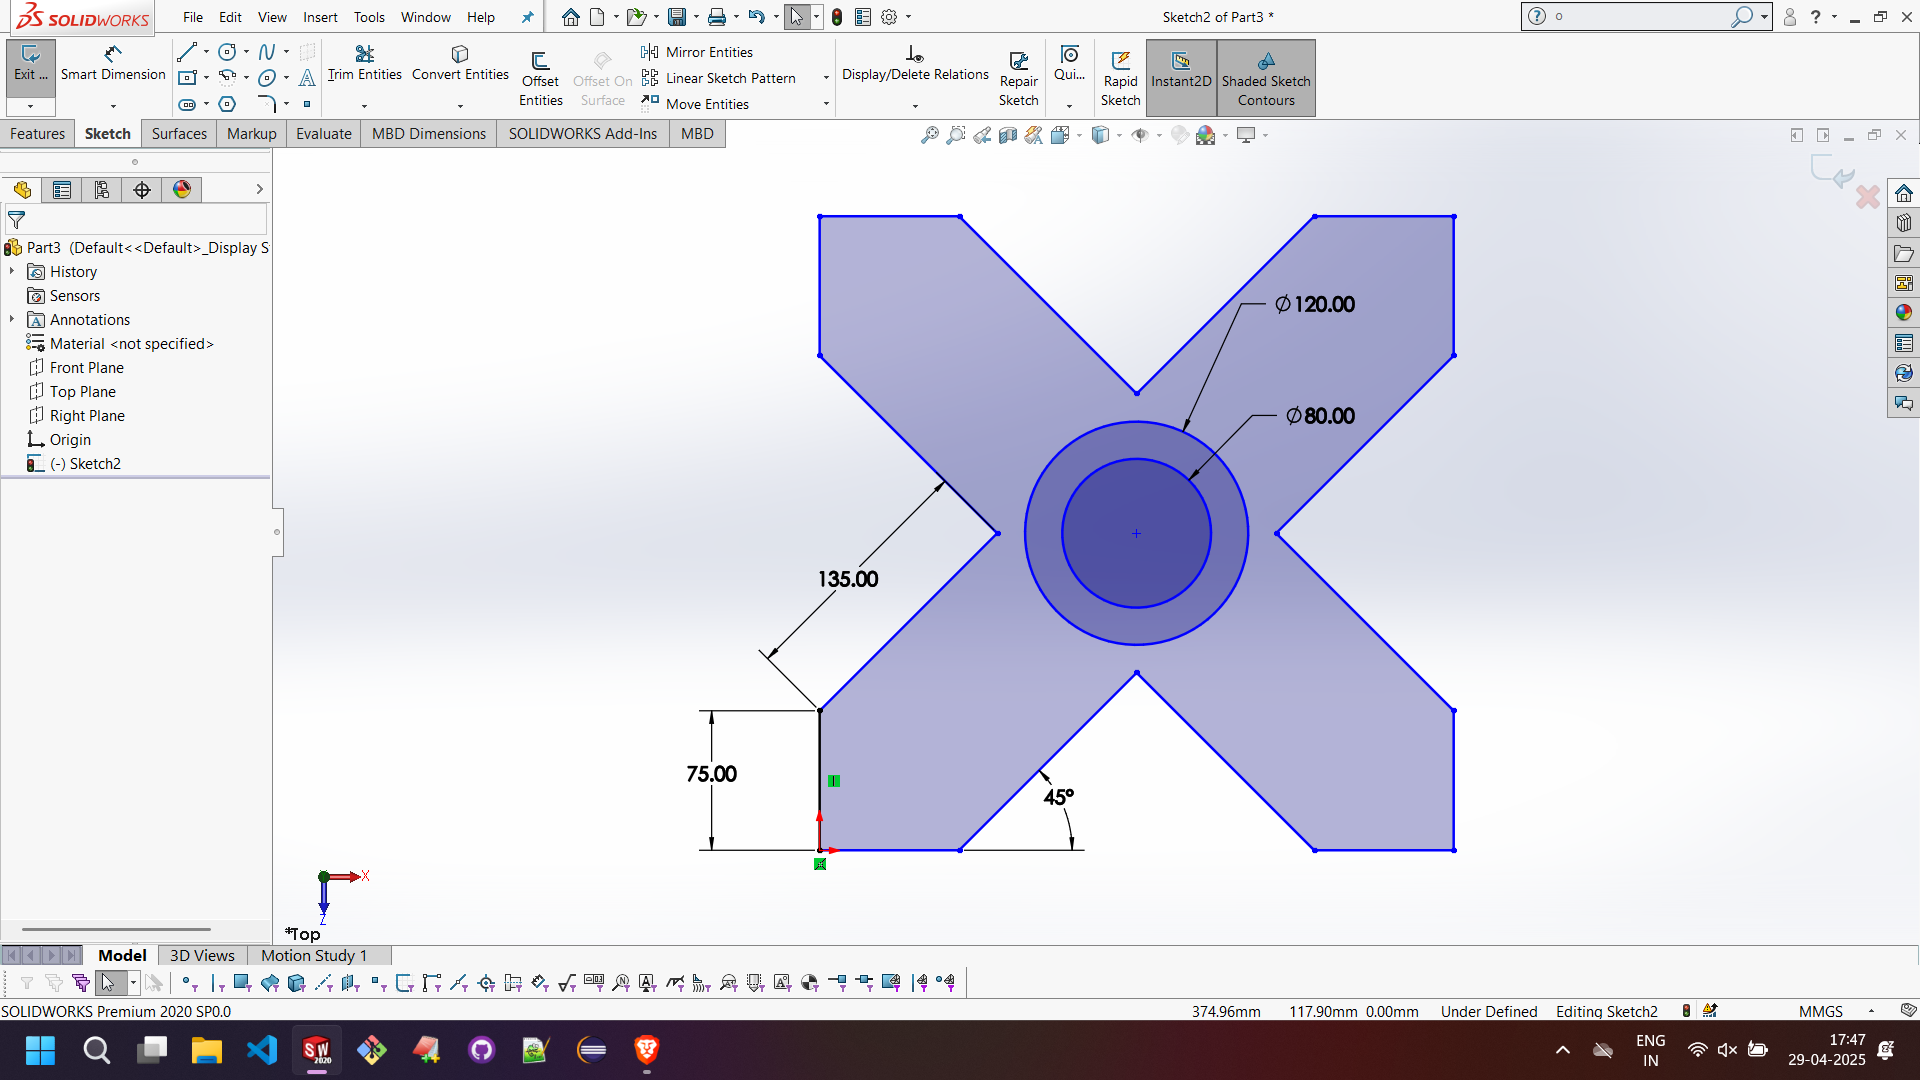 SOLIDWORKS
File Edit View Insert Tools Window Help
Sketch2 of Part3 *
o
Exit ...
Smart Dimension
Trim Entities
Convert Entities
Offset Entities
Offset On Surface
Mirror Entities
Linear Sketch Pattern
Move Entities
Display/Delete Relations
Repair Sketch
Qui...
Rapid Sketch
Instant2D
Shaded Sketch Contours
Features Sketch Surfaces Markup Evaluate MBD Dimensions SOLIDWORKS Add-Ins MBD
Part3 (Default<<Default>_Display S
History
Sensors
Annotations
Material <not specified>
Front Plane
Top Plane
Right Plane
Origin
(-) Sketch2
∅120.00
∅80.00
135.00
75.00
45°
X
Z
*Top
Model 3D Views Motion Study 1
SOLIDWORKS Premium 2020 SP0.0
374.96mm 117.90mm 0.00mm Under Defined Editing Sketch2 MMGS
SW
2020
ENG
IN
17:47
29-04-2025